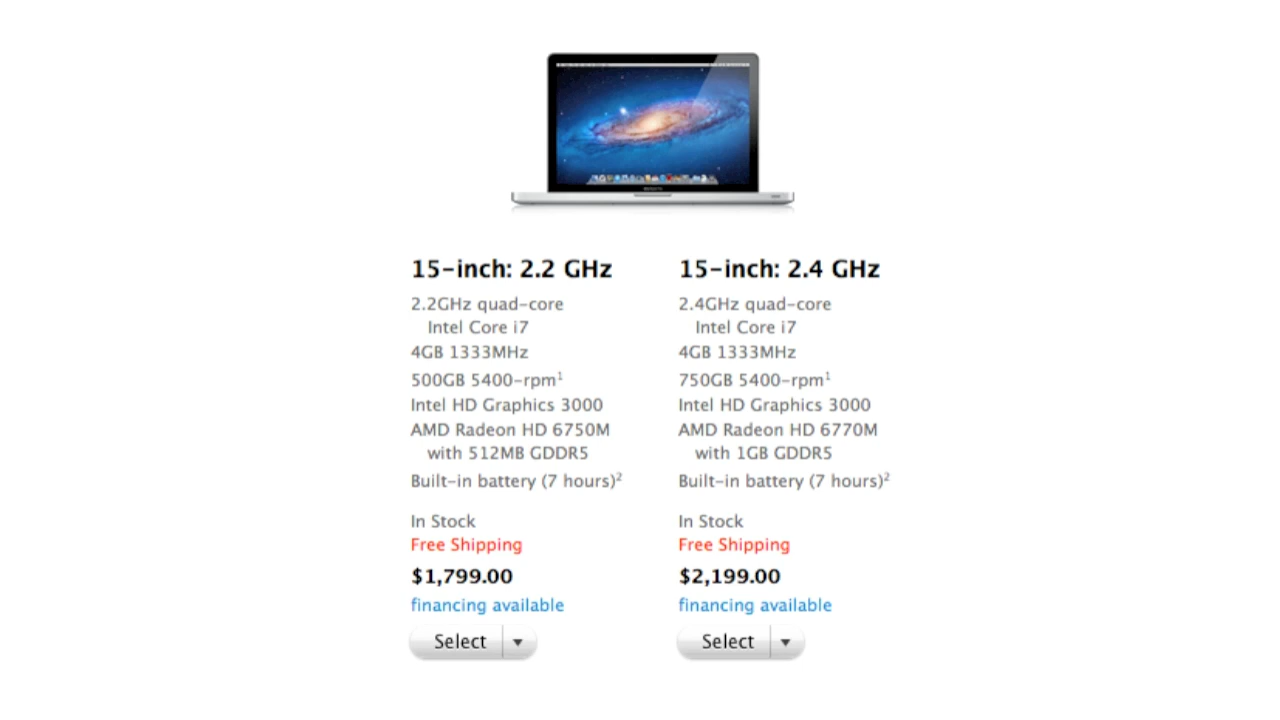 15-inch: 2.2 GHz
2.2GHz quad-core
Intel Core i7
4GB 1333MHz
500GB 5400-rpm¹
Intel HD Graphics 3000
AMD Radeon HD 6750M
with 512MB GDDR5
Built-in battery (7 hours)²
In Stock
Free Shipping
$1,799.00
financing available
Select
15-inch: 2.4 GHz
2.4GHz quad-core
Intel Core i7
4GB 1333MHz
750GB 5400-rpm¹
Intel HD Graphics 3000
AMD Radeon HD 6770M
with 1GB GDDR5
Built-in battery (7 hours)²
In Stock
Free Shipping
$2,199.00
financing available
Select